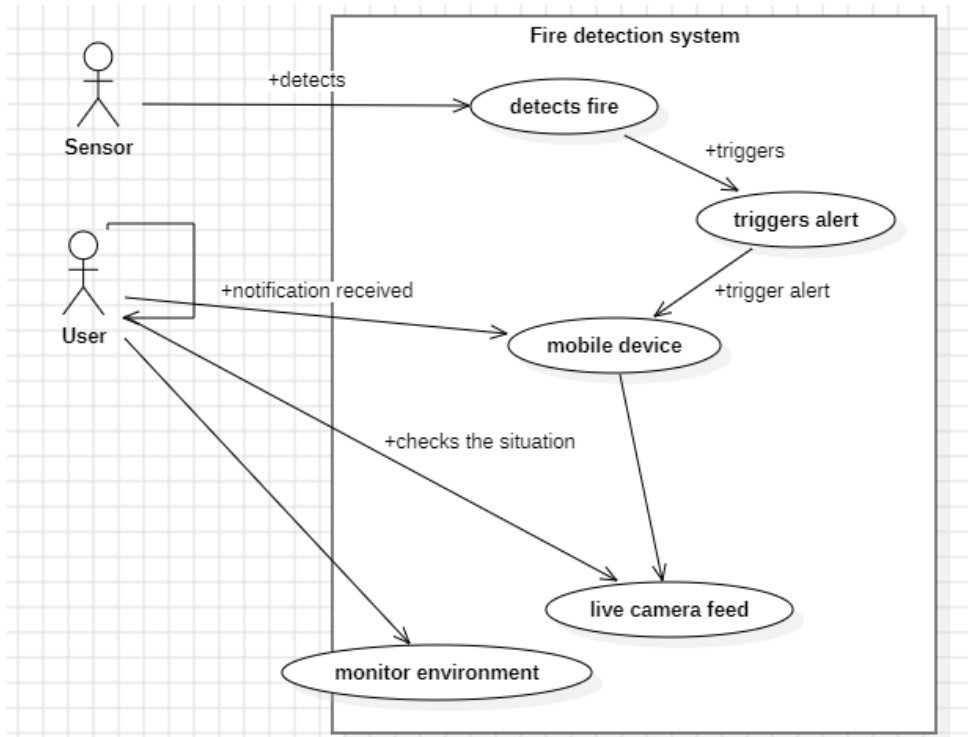 Fire detection system
+detects
detects fire
Sensor
+triggers
triggers alert
+notification received
+trigger alert
User
mobile device
+checks the situation
live camera feed
monitor environment